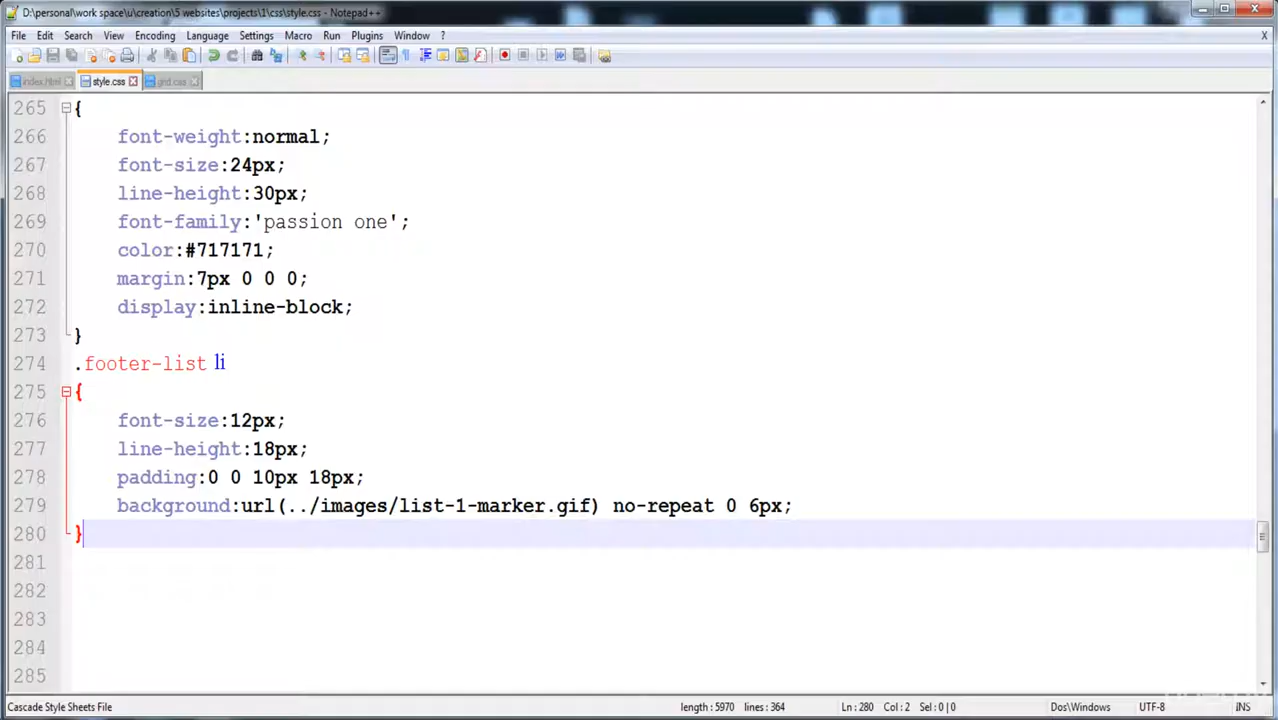 D:\personal\work space\u\creation\5 websites\projects\1\css\style.css - Notepad++
File Edit Search View Encoding Language Settings Macro Run Plugins Window ?
X
index.html style.css grid.css
265 {
266 font-weight:normal;
267 font-size:24px;
268 line-height:30px;
269 font-family:'passion one';
270 color:#717171;
271 margin:7px 0 0 0;
272 display:inline-block;
273 }
274 .footer-list li
275 {
276 font-size:12px;
277 line-height:18px;
278 padding:0 0 10px 18px;
279 background:url(../images/list-1-marker.gif) no-repeat 0 6px;
280 }
281
282
283
284
285
Cascade Style Sheets File length: 5970 lines: 364 Ln: 280 Col: 2 Sel: 0 | 0 Dos\Windows UTF-8 INS